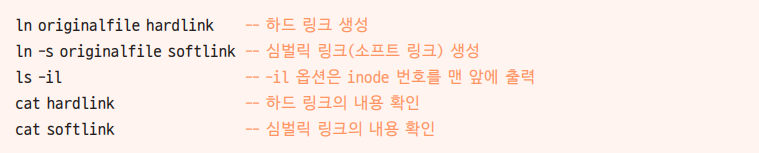 ln originalfile hardlink -- 하드 링크 생성
ln -s originalfile softlink -- 심벌릭 링크(소프트 링크) 생성
ls -il -- -il 옵션은 inode 번호를 맨 앞에 출력
cat hardlink -- 하드 링크의 내용 확인
cat softlink -- 심벌릭 링크의 내용 확인